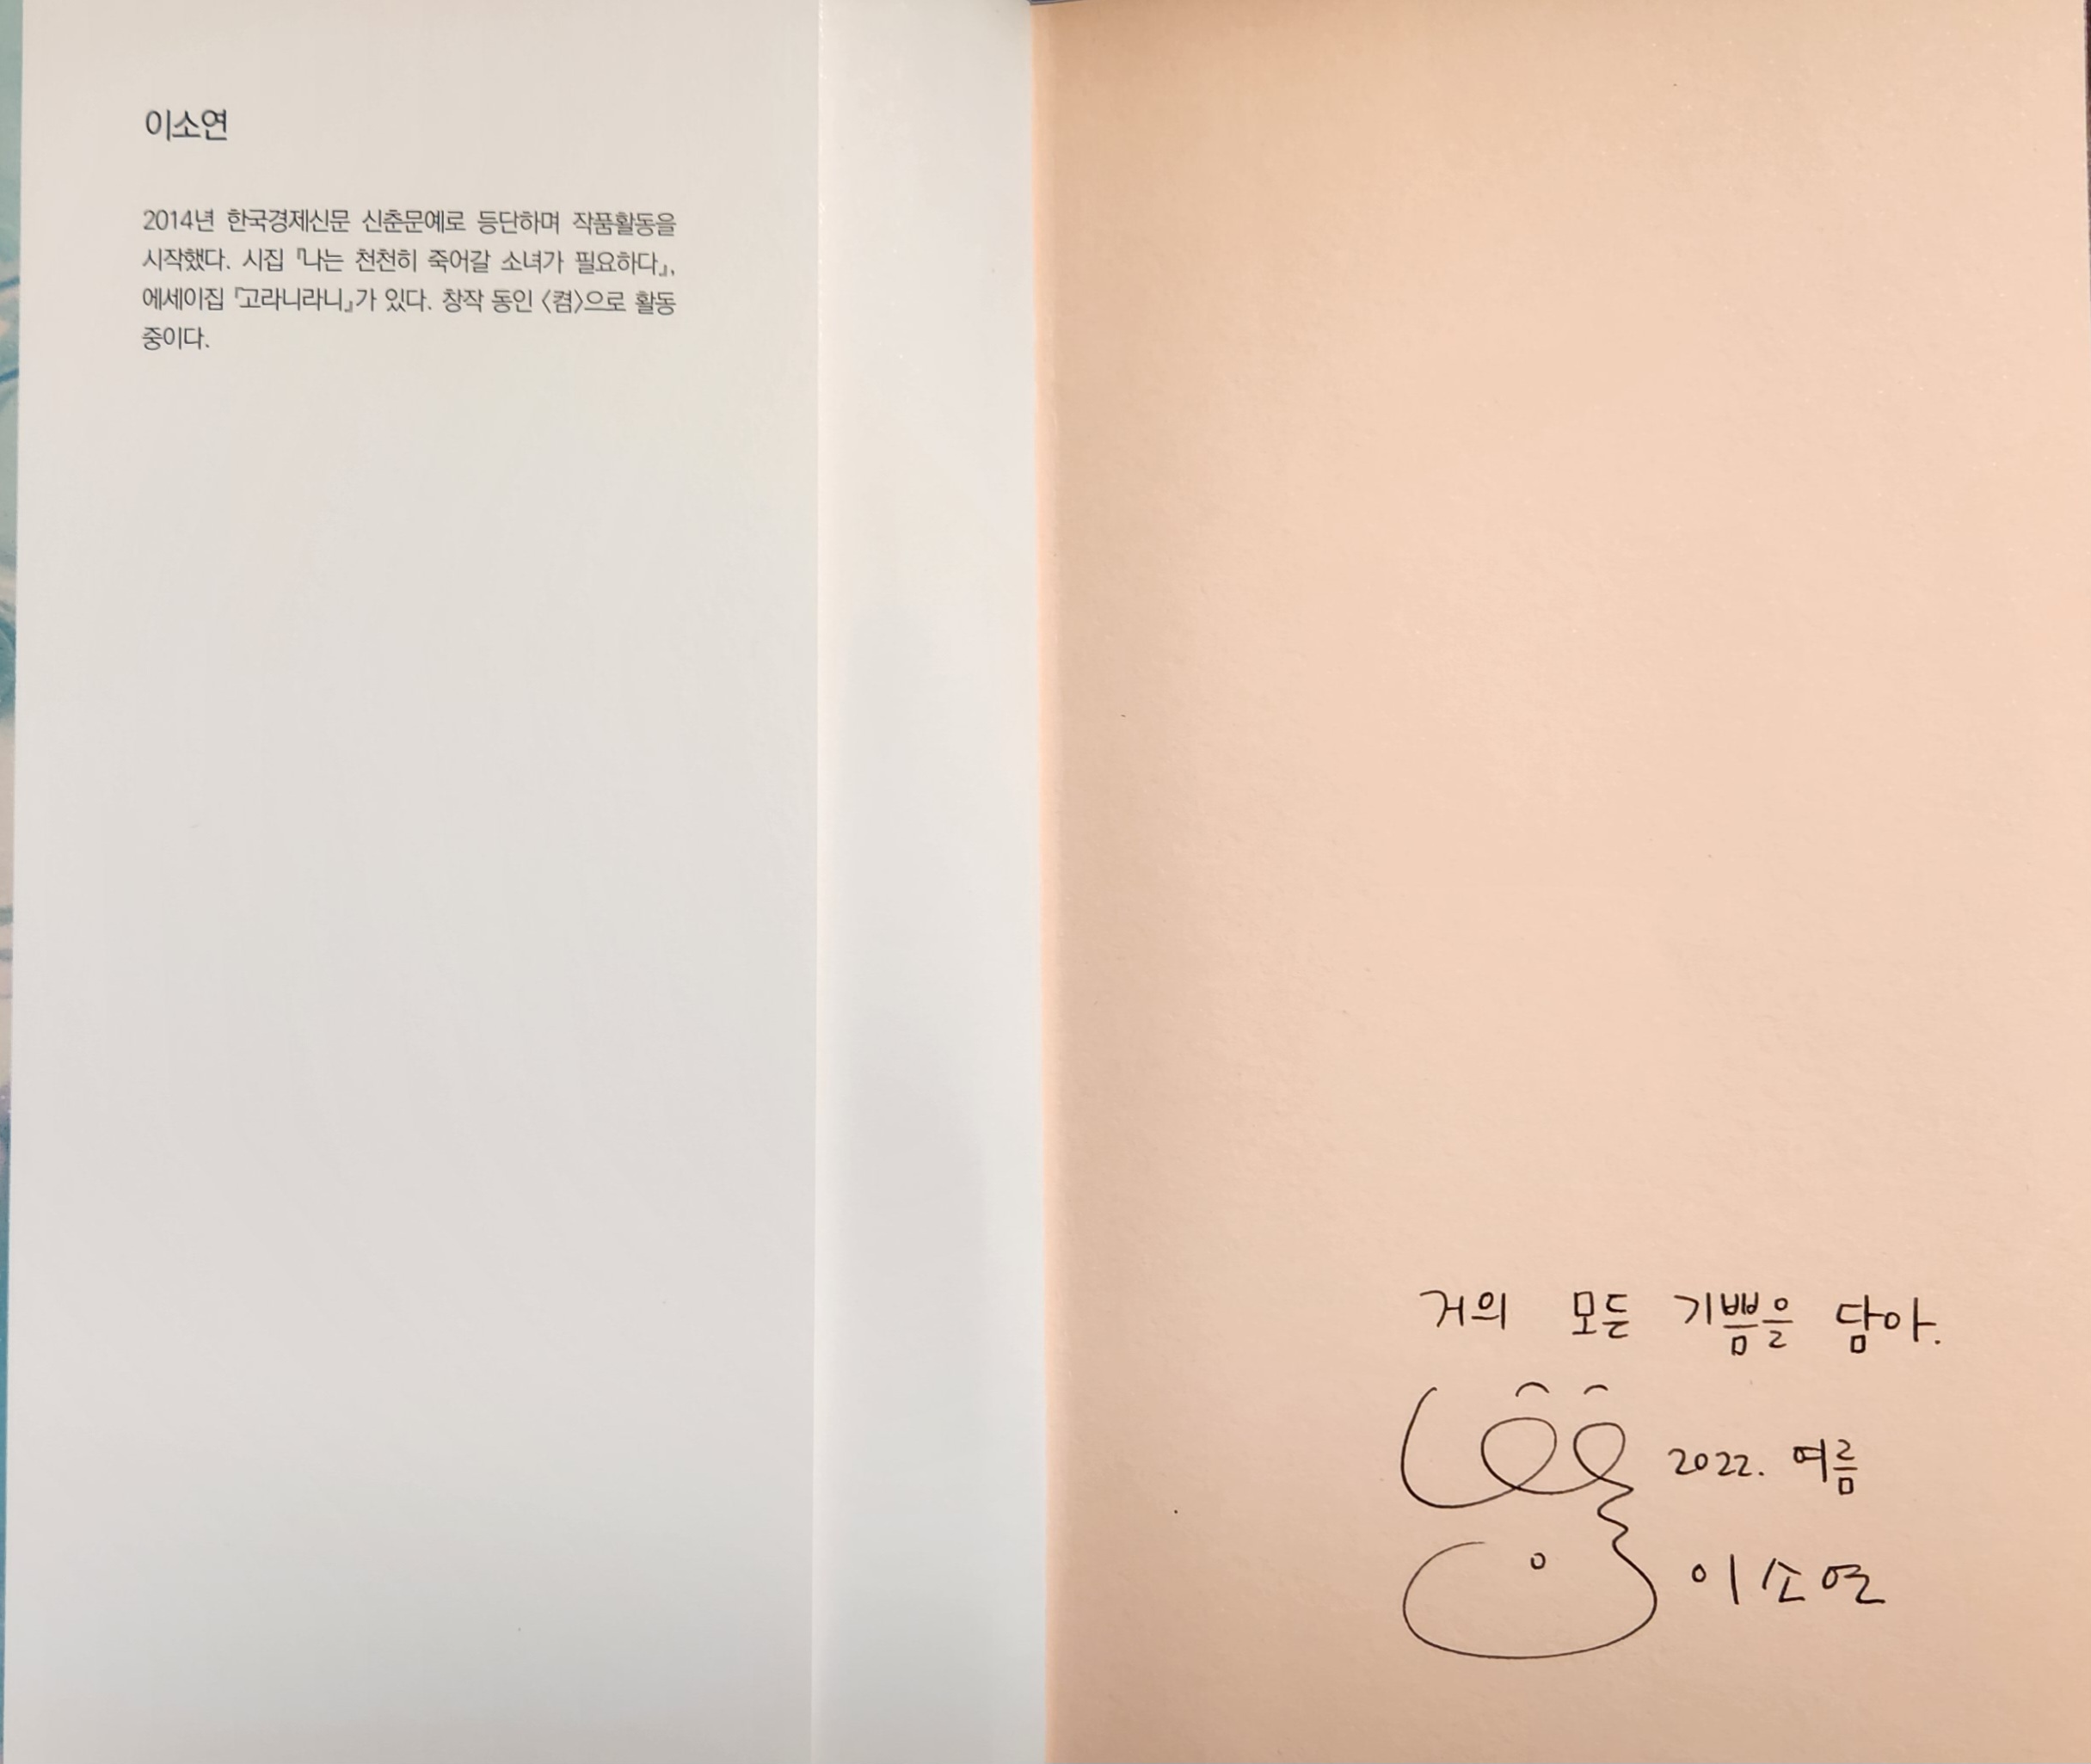 이소연
2014년 한국경제신문 신춘문예로 등단하며 작품활동을
시작했다. 시집 『나는 천천히 죽어갈 소녀가 필요하다』,
에세이집 『고라니라니』가 있다. 창작 동인 〈켬〉으로 활동
중이다.
거의 모든 기쁨을 담아.
2022. 여름
이소연